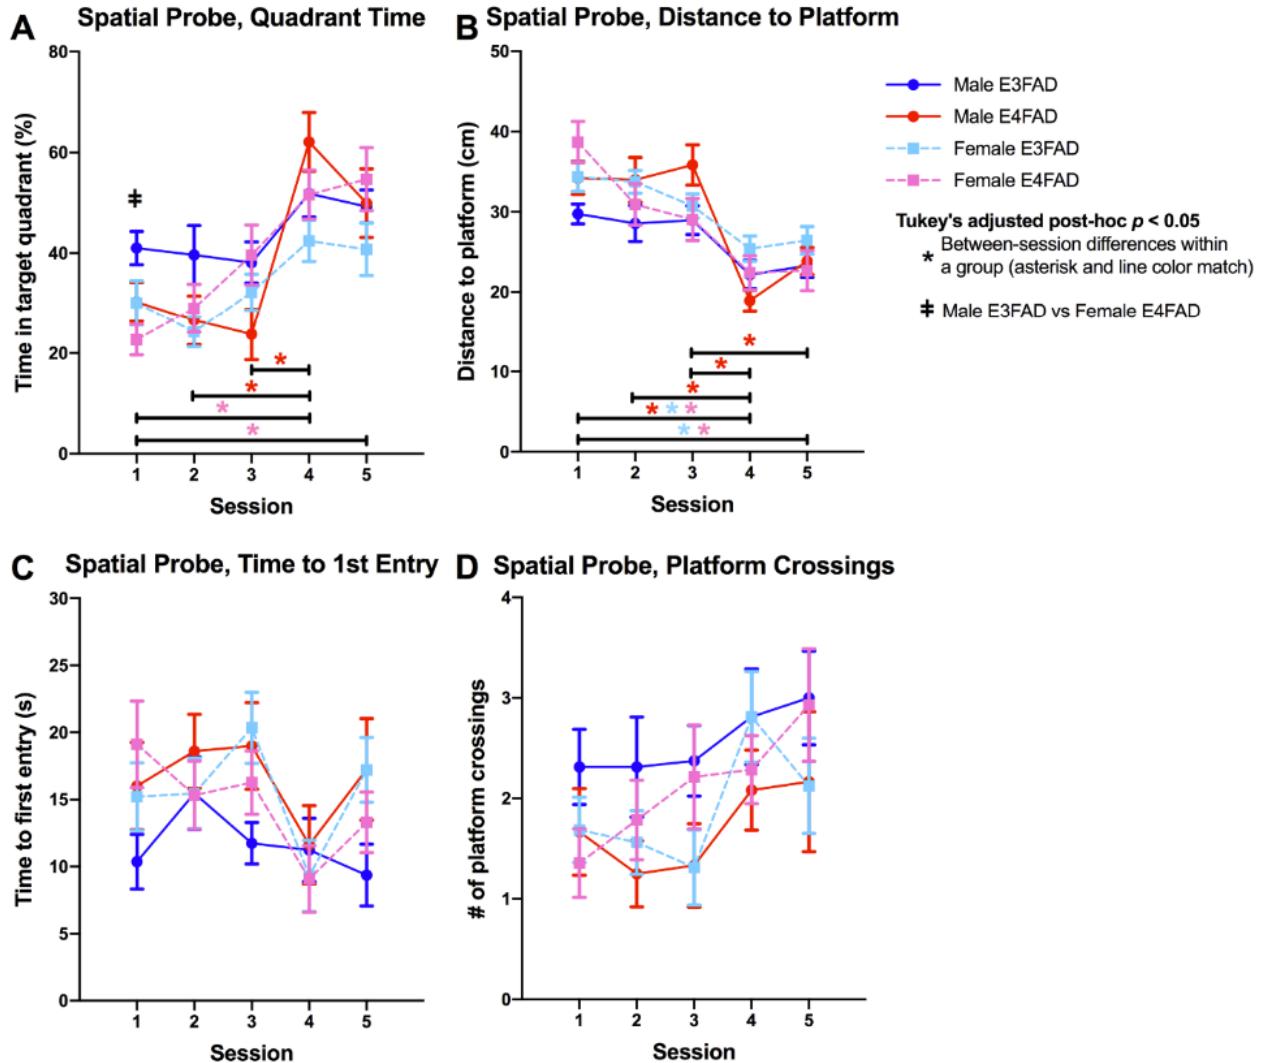 A Spatial Probe, Quadrant Time
Time in target quadrant (%)
80
60
40
20
0
ǂ
*
*
*
*
1 2 3 4 5
Session
B Spatial Probe, Distance to Platform
Distance to platform (cm)
50
40
30
20
10
0
*
*
*
* * *
* *
1 2 3 4 5
Session
Male E3FAD
Male E4FAD
Female E3FAD
Female E4FAD
Tukey's adjusted post-hoc p < 0.05
* Between-session differences within
a group (asterisk and line color match)
ǂ Male E3FAD vs Female E4FAD
C Spatial Probe, Time to 1st Entry
Time to first entry (s)
30
25
20
15
10
5
0
1 2 3 4 5
Session
D Spatial Probe, Platform Crossings
# of platform crossings
4
3
2
1
0
1 2 3 4 5
Session